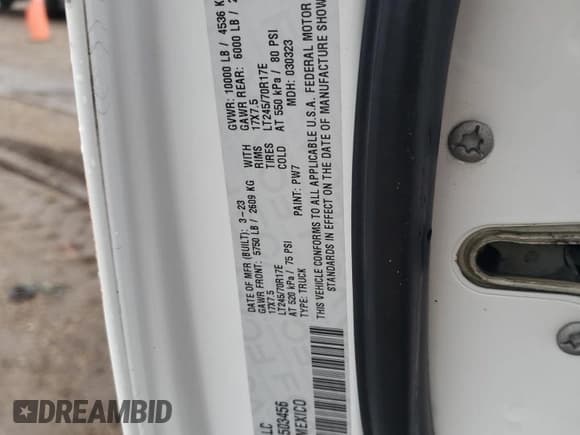 DATE OF MFR (BUILT): 3-23 GVWR: 10000 LB / 4536 K
GAWR FRONT: 5750 LB / 2609 KG WITH GAWR REAR: 6000 LB / 2
17X7.5 RIMS 17X7.5
LT245/70R17E TIRES LT245/70R17E
AT 520 kPa / 75 PSI COLD AT 550 kPa / 80 PSI
TYPE: TRUCK PAINT: PW7 MDH: 030323
THIS VEHICLE CONFORMS TO ALL APPLICABLE U.S.A. FEDERAL MOTOR
STANDARDS IN EFFECT ON THE DATE OF MANUFACTURE SHOW
LLC
503456
MEXICO
DREAMBID